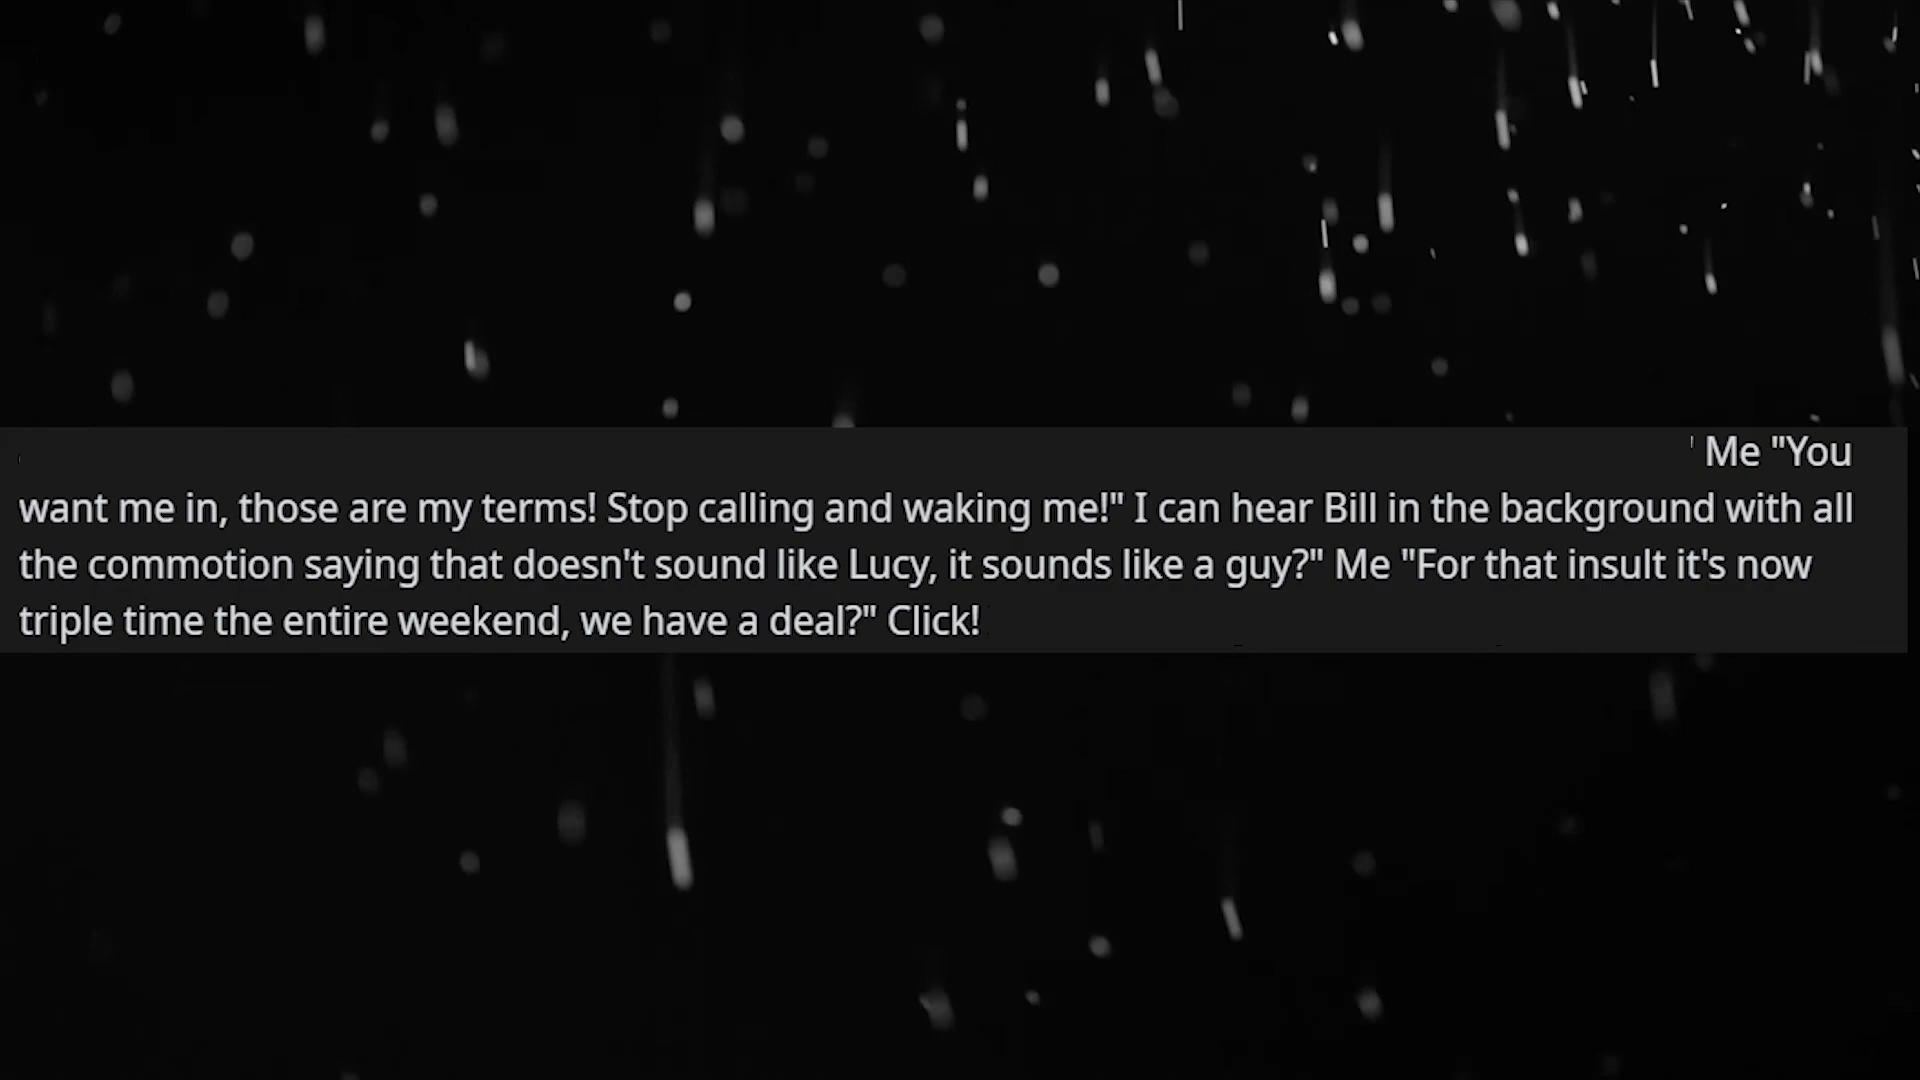 Me "You
want me in, those are my terms! Stop calling and waking me!" I can hear Bill in the background with all
the commotion saying that doesn't sound like Lucy, it sounds like a guy?" Me "For that insult it's now
triple time the entire weekend, we have a deal?" Click!